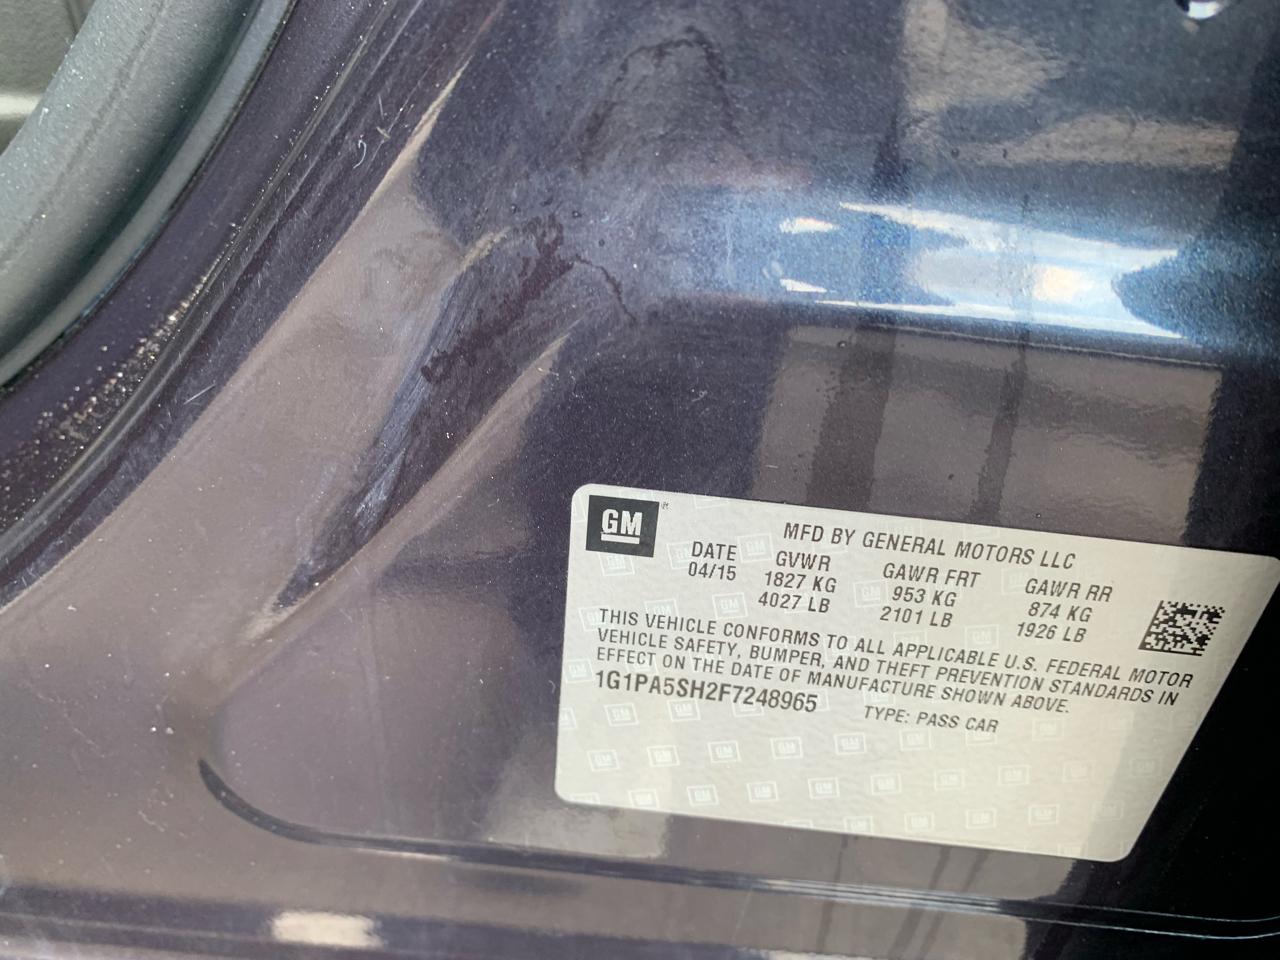 GM
MFD BY GENERAL MOTORS LLC
DATE GVWR GAWR FRT GAWR RR
04/15 1827 KG 953 KG 874 KG
4027 LB 2101 LB 1926 LB
THIS VEHICLE CONFORMS TO ALL APPLICABLE U.S. FEDERAL MOTOR
VEHICLE SAFETY, BUMPER, AND THEFT PREVENTION STANDARDS IN
EFFECT ON THE DATE OF MANUFACTURE SHOWN ABOVE.
1G1PA5SH2F7248965 TYPE: PASS CAR